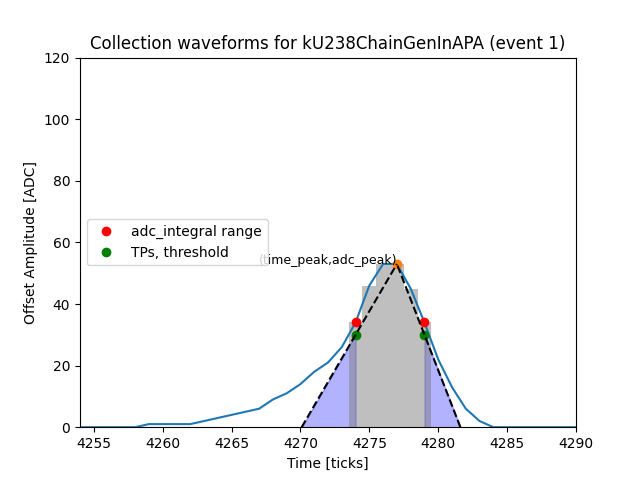 Collection waveforms for kU238ChainGenInAPA (event 1)
120
100
80
60
40
20
0
Offset Amplitude [ADC]
adc_integral range
TPs, threshold
(time_peak,adc_peak)
4255 4260 4265 4270 4275 4280 4285 4290
Time [ticks]